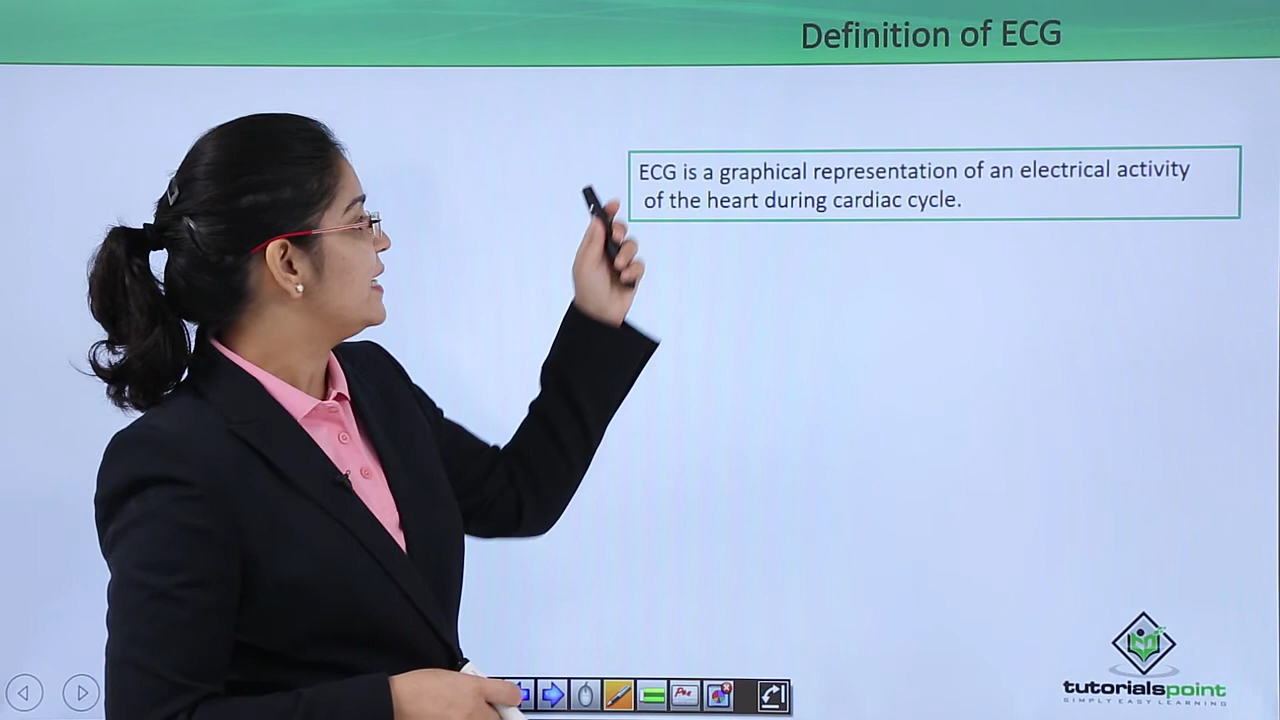 Definition of ECG
ECG is a graphical representation of an electrical activity
of the heart during cardiac cycle.
tutorialspoint
SIMPLY EASY LEARNING